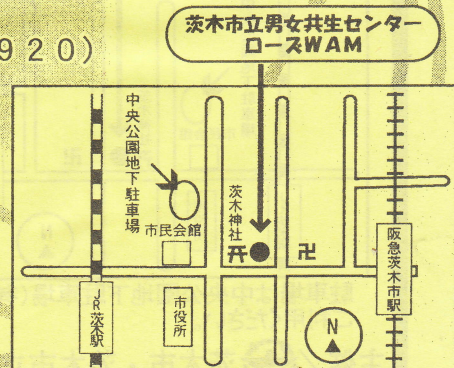 920)
茨木市立男女共生センター
ローズWAM
中央公園地下駐車場
市民会館
茨木神社
卍
阪急茨木市駅
JR茨木駅
市役所
N